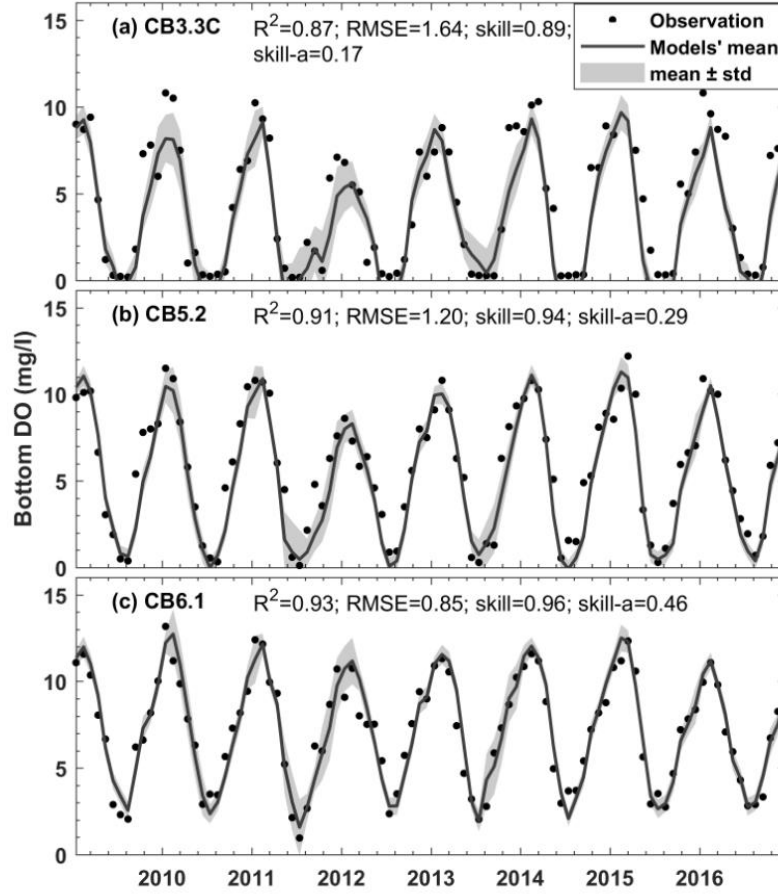 15
(a) CB3.3C R²=0.87; RMSE=1.64; skill=0.89;
skill-a=0.17
Observation
Models' mean
mean ± std
10
5
0
15
(b) CB5.2 R²=0.91; RMSE=1.20; skill=0.94; skill-a=0.29
10
5
0
Bottom DO (mg/l)
15
(c) CB6.1 R²=0.93; RMSE=0.85; skill=0.96; skill-a=0.46
10
5
0
2010 2011 2012 2013 2014 2015 2016